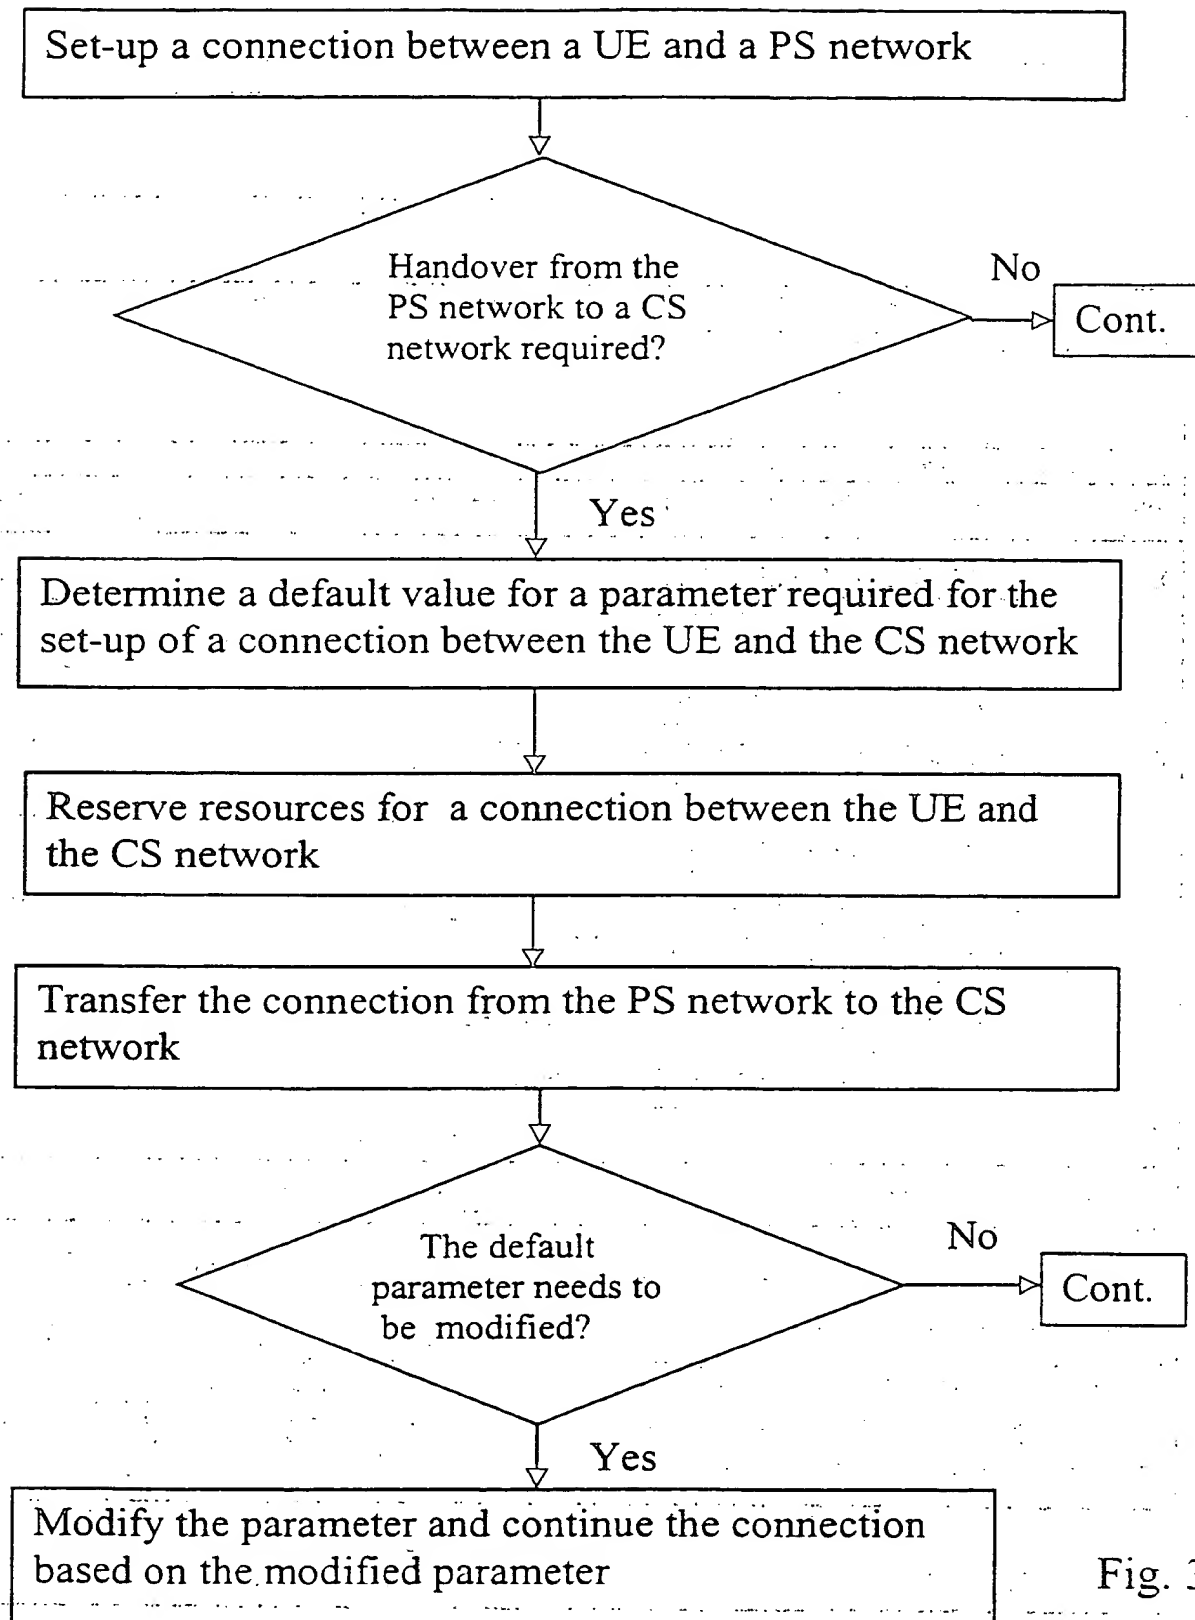 Set-up a connection between a UE and a PS network
Handover from the
PS network to a CS
network required?
No
Cont.
Yes
Determine a default value for a parameter required for the
set-up of a connection between the UE and the CS network
Reserve resources for a connection between the UE and
the CS network
Transfer the connection from the PS network to the CS
network
The default
parameter needs to
be modified?
No
Cont.
Yes
Modify the parameter and continue the connection
based on the modified parameter
Fig. 3